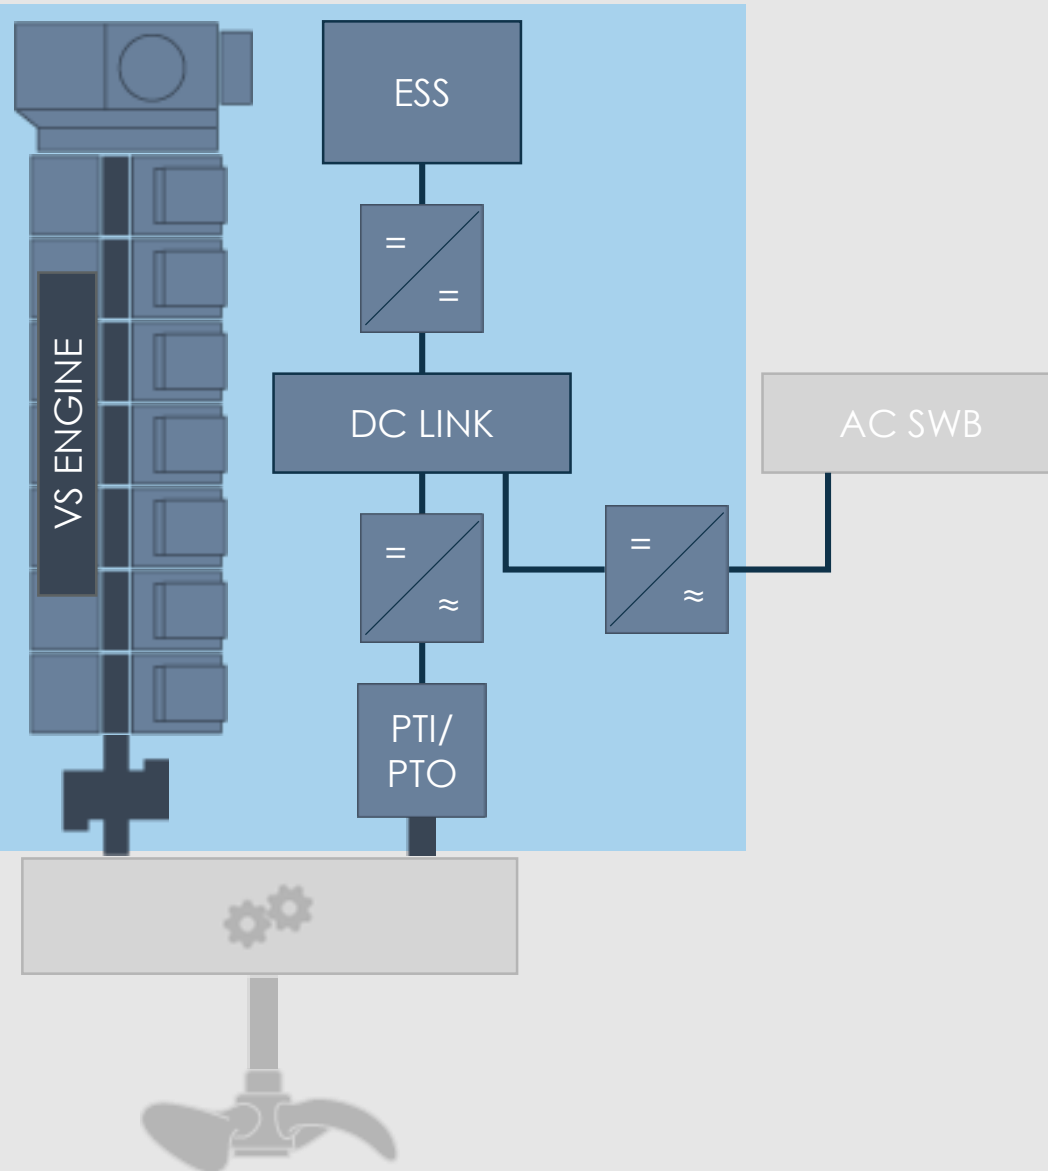 ESS
=
=
VS ENGINE
DC LINK
AC SWB
=
≈
=
≈
PTI/
PTO